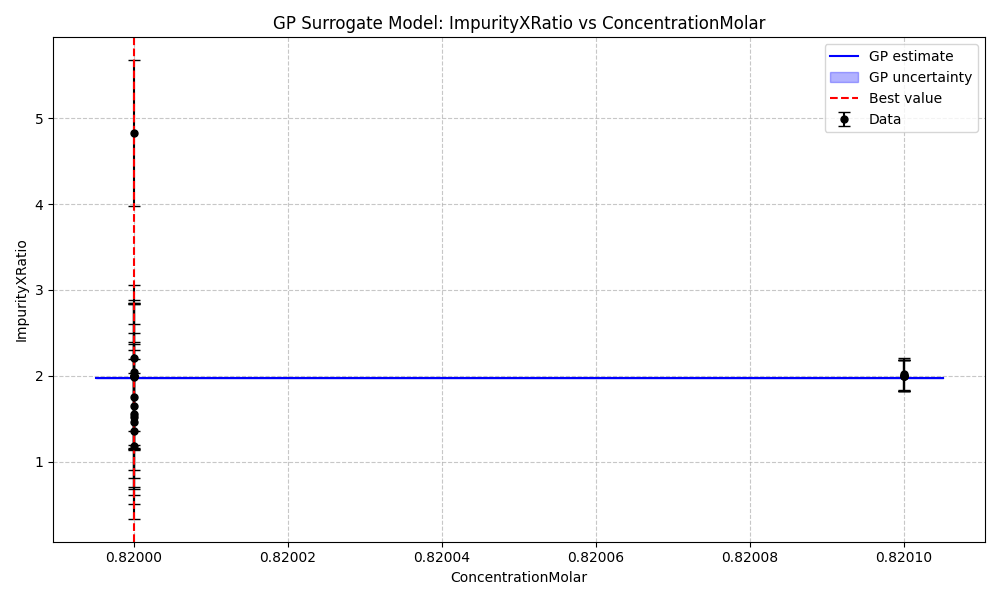 GP Surrogate Model: ImpurityXRatio vs ConcentrationMolar
GP estimate
GP uncertainty
Best value
Data
ImpurityXRatio
5
4
3
2
1
0.82000
0.82002
0.82004
0.82006
0.82008
0.82010
ConcentrationMolar